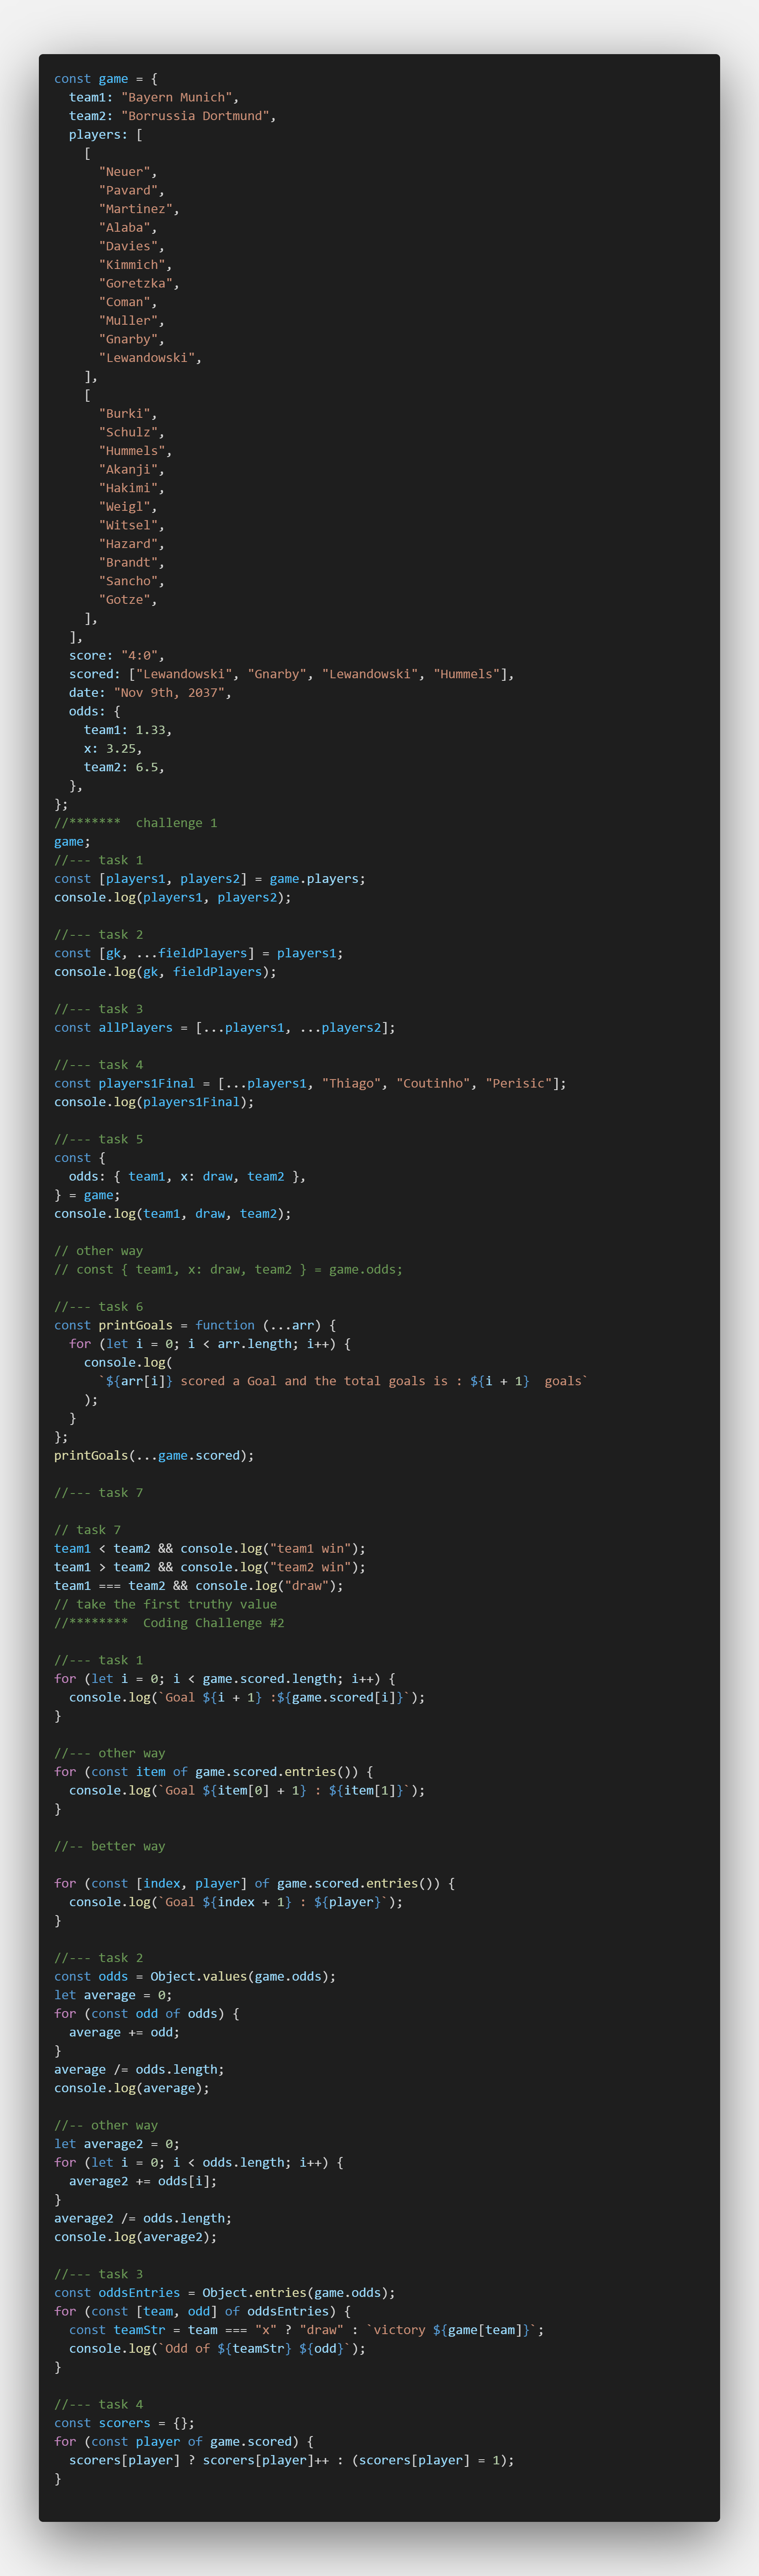 const game = {
  team1: "Bayern Munich",
  team2: "Borrussia Dortmund",
  players: [
    [
      "Neuer",
      "Pavard",
      "Martinez",
      "Alaba",
      "Davies",
      "Kimmich",
      "Goretzka",
      "Coman",
      "Muller",
      "Gnarby",
      "Lewandowski",
    ],
    [
      "Burki",
      "Schulz",
      "Hummels",
      "Akanji",
      "Hakimi",
      "Weigl",
      "Witsel",
      "Hazard",
      "Brandt",
      "Sancho",
      "Gotze",
    ],
  ],
  score: "4:0",
  scored: ["Lewandowski", "Gnarby", "Lewandowski", "Hummels"],
  date: "Nov 9th, 2037",
  odds: {
    team1: 1.33,
    x: 3.25,
    team2: 6.5,
  },
};
//*******  challenge 1
game;
//--- task 1
const [players1, players2] = game.players;
console.log(players1, players2);

//--- task 2
const [gk, ...fieldPlayers] = players1;
console.log(gk, fieldPlayers);

//--- task 3
const allPlayers = [...players1, ...players2];

//--- task 4
const players1Final = [...players1, "Thiago", "Coutinho", "Perisic"];
console.log(players1Final);

//--- task 5
const {
  odds: { team1, x: draw, team2 },
} = game;
console.log(team1, draw, team2);

// other way
// const { team1, x: draw, team2 } = game.odds;

//--- task 6
const printGoals = function (...arr) {
  for (let i = 0; i < arr.length; i++) {
    console.log(
      `${arr[i]} scored a Goal and the total goals is : ${i + 1}  goals`
    );
  }
};
printGoals(...game.scored);

//--- task 7

// task 7
team1 < team2 && console.log("team1 win");
team1 > team2 && console.log("team2 win");
team1 === team2 && console.log("draw");
// take the first truthy value
//********  Coding Challenge #2

//--- task 1
for (let i = 0; i < game.scored.length; i++) {
  console.log(`Goal ${i + 1} :${game.scored[i]}`);
}

//--- other way
for (const item of game.scored.entries()) {
  console.log(`Goal ${item[0] + 1} : ${item[1]}`);
}

//-- better way

for (const [index, player] of game.scored.entries()) {
  console.log(`Goal ${index + 1} : ${player}`);
}

//--- task 2
const odds = Object.values(game.odds);
let average = 0;
for (const odd of odds) {
  average += odd;
}
average /= odds.length;
console.log(average);

//-- other way
let average2 = 0;
for (let i = 0; i < odds.length; i++) {
  average2 += odds[i];
}
average2 /= odds.length;
console.log(average2);

//--- task 3
const oddsEntries = Object.entries(game.odds);
for (const [team, odd] of oddsEntries) {
  const teamStr = team === "x" ? "draw" : `victory ${game[team]}`;
  console.log(`Odd of ${teamStr} ${odd}`);
}

//--- task 4
const scorers = {};
for (const player of game.scored) {
  scorers[player] ? scorers[player]++ : (scorers[player] = 1);
}